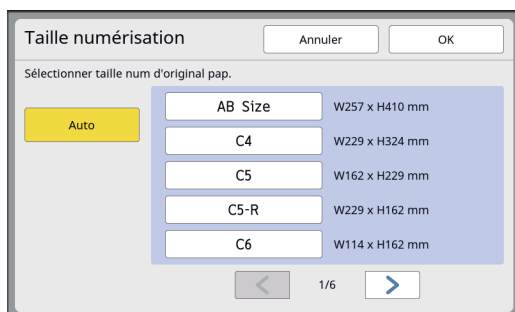 Taille numérisation
Annuler
OK
Sélectionner taille num d'original pap.
Auto
AB Size W257 x H410 mm
C4 W229 x H324 mm
C5 W162 x H229 mm
C5-R W229 x H162 mm
C6 W114 x H162 mm
1/6